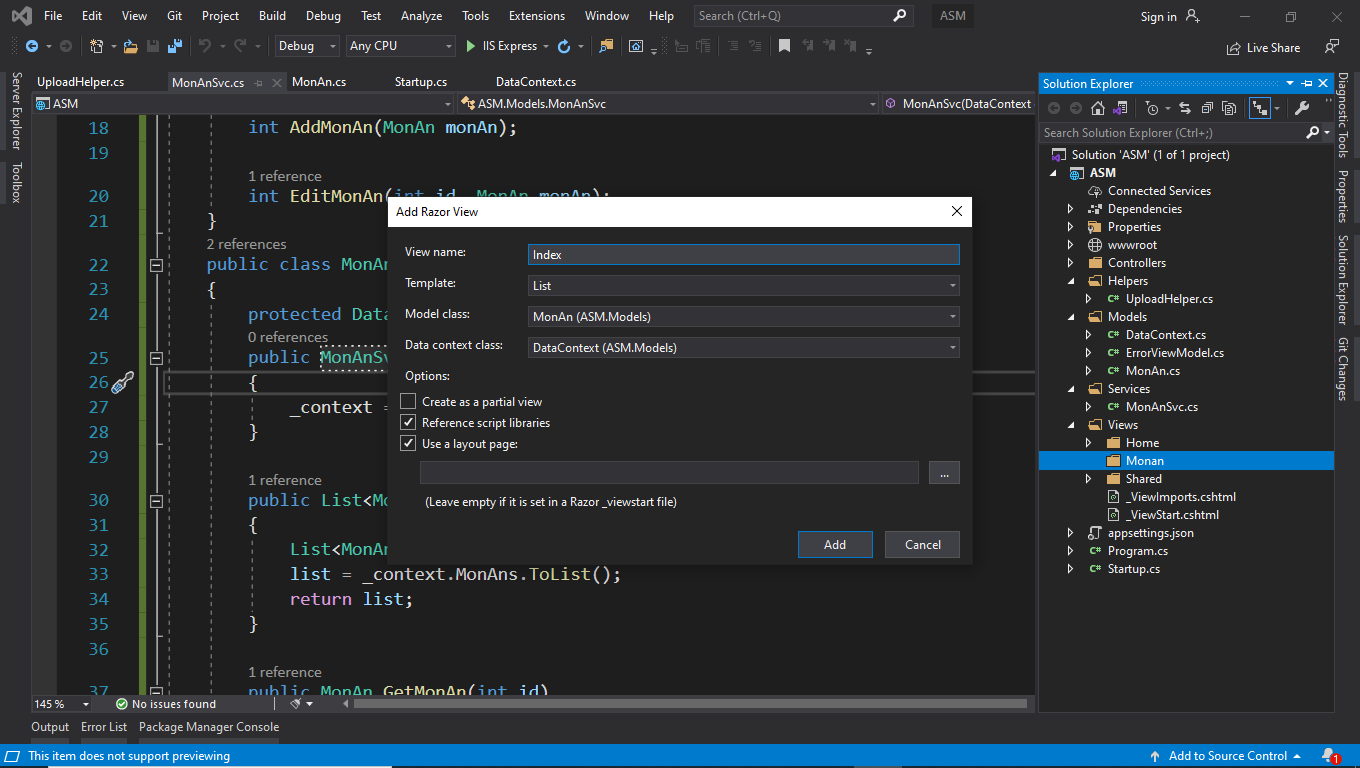 File Edit View Git Project Build Debug Test Analyze Tools Extensions Window Help Search (Ctrl+Q) ASM Sign in
Debug Any CPU IIS Express Live Share
UploadHelper.cs MonAnSvc.cs MonAn.cs Startup.cs DataContext.cs
ASM ASM.Models.MonAnSvc MonAnSvc(DataContext
Server Explorer
Toolbox
18 int AddMonAn(MonAn monAn);
19
1 reference
20 int EditMonAn(int id, MonAn monAn);
21 }
2 references
22 public class MonAn
23 {
24 protected Data
0 references
25 public MonAnSv
26 {
27 _context =
28 }
29
1 reference
30 public List<Mo
31 {
32 List<MonAn
33 list = _context.MonAns.ToList();
34 return list;
35 }
36
1 reference
37 public MonAn GetMonAn(int id)
Add Razor View
View name: Index
Template: List
Model class: MonAn (ASM.Models)
Data context class: DataContext (ASM.Models)
Options:
Create as a partial view
Reference script libraries
Use a layout page:
...
(Leave empty if it is set in a Razor _viewstart file)
Add Cancel
Solution Explorer
Search Solution Explorer (Ctrl+;)
Solution 'ASM' (1 of 1 project)
ASM
Connected Services
Dependencies
Properties
wwwroot
Controllers
Helpers
C# UploadHelper.cs
Models
C# DataContext.cs
C# ErrorViewModel.cs
C# MonAn.cs
Services
C# MonAnSvc.cs
Views
Home
Monan
Shared
_ViewImports.cshtml
_ViewStart.cshtml
appsettings.json
C# Program.cs
C# Startup.cs
Diagnostic Tools
Properties
Solution Explorer
Git Changes
145 % No issues found
Output Error List Package Manager Console
This item does not support previewing Add to Source Control 1